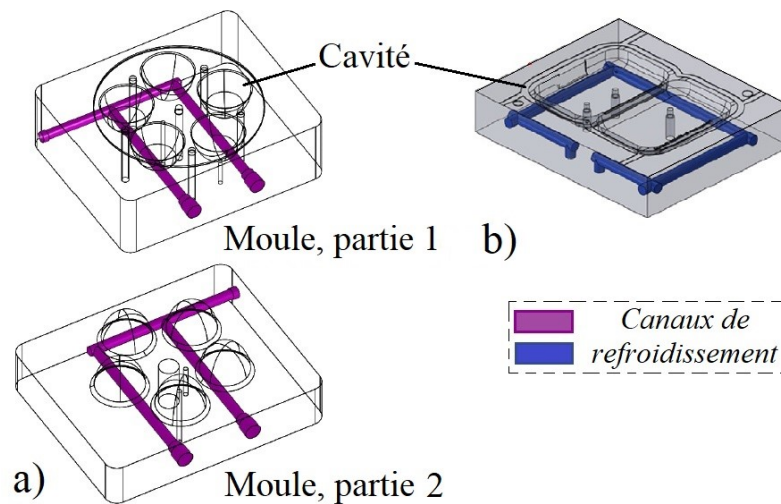 Cavité
Moule, partie 1
b)
Canaux de
refroidissement
a)
Moule, partie 2